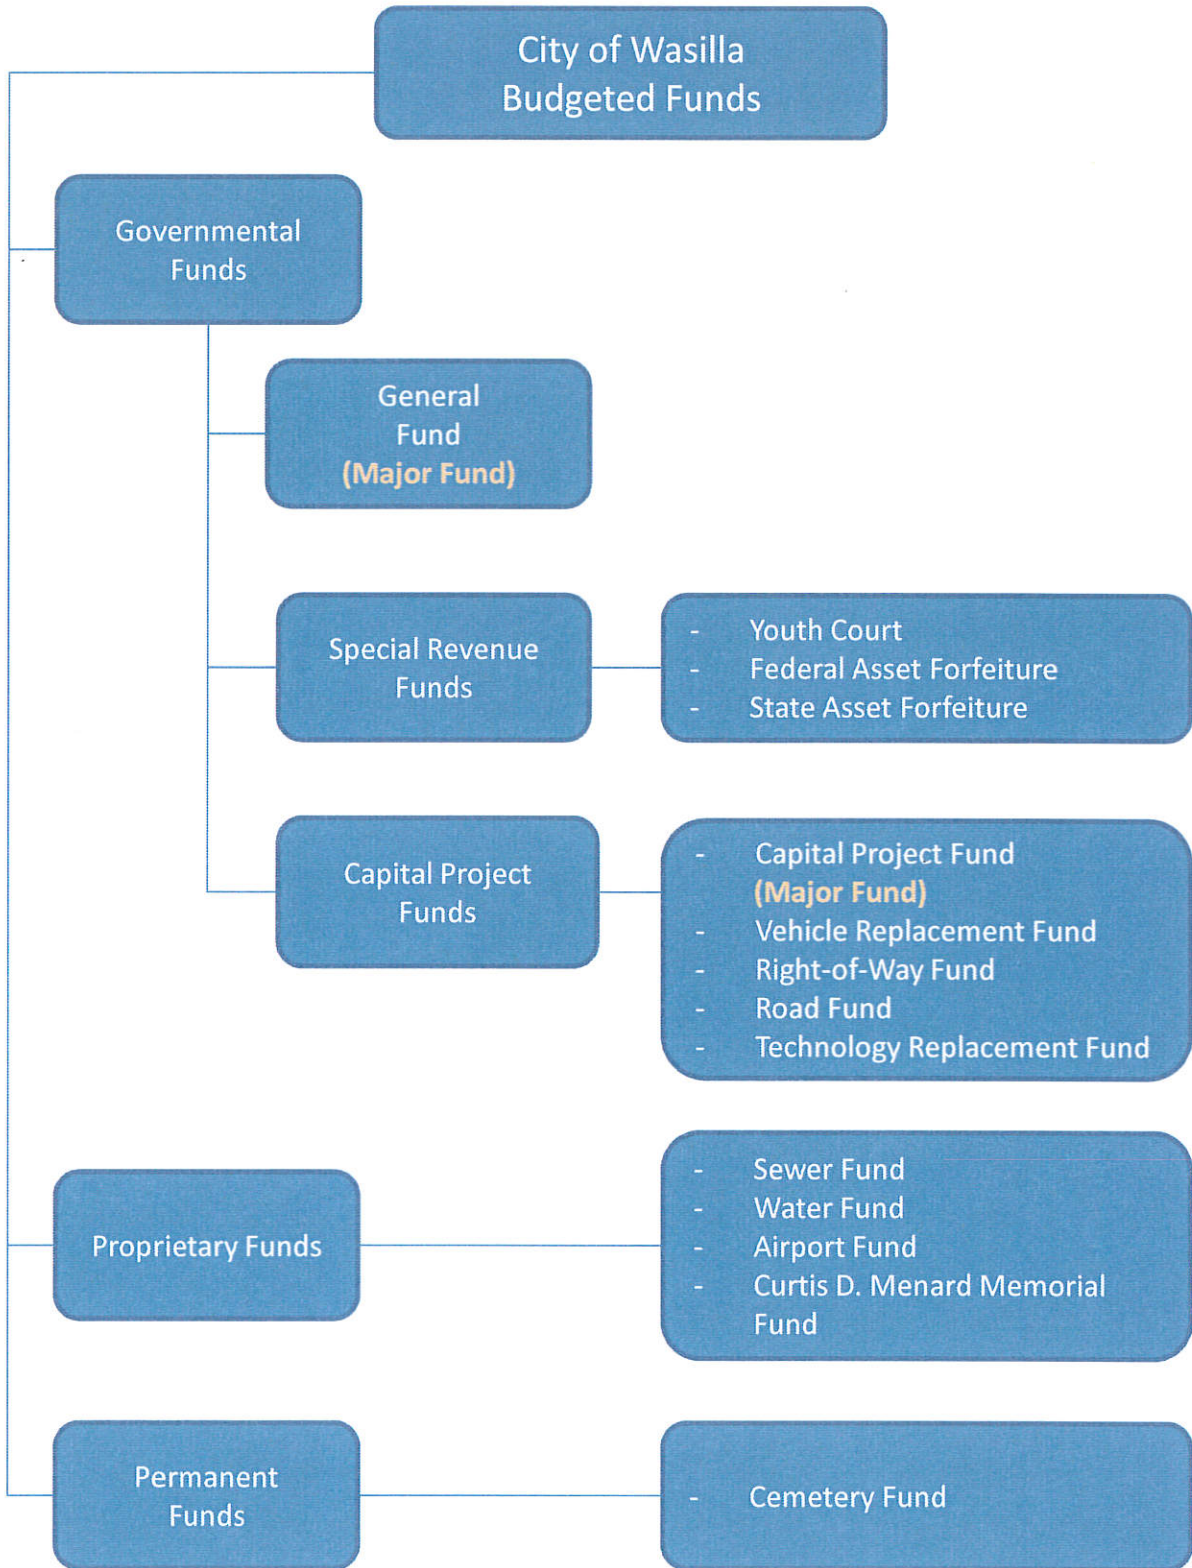 City of Wasilla
Budgeted Funds
Governmental
Funds
General
Fund
(Major Fund)
Special Revenue
Funds
- Youth Court
- Federal Asset Forfeiture
- State Asset Forfeiture
Capital Project
Funds
- Capital Project Fund
(Major Fund)
- Vehicle Replacement Fund
- Right-of-Way Fund
- Road Fund
- Technology Replacement Fund
Proprietary Funds
- Sewer Fund
- Water Fund
- Airport Fund
- Curtis D. Menard Memorial
Fund
Permanent
Funds
- Cemetery Fund